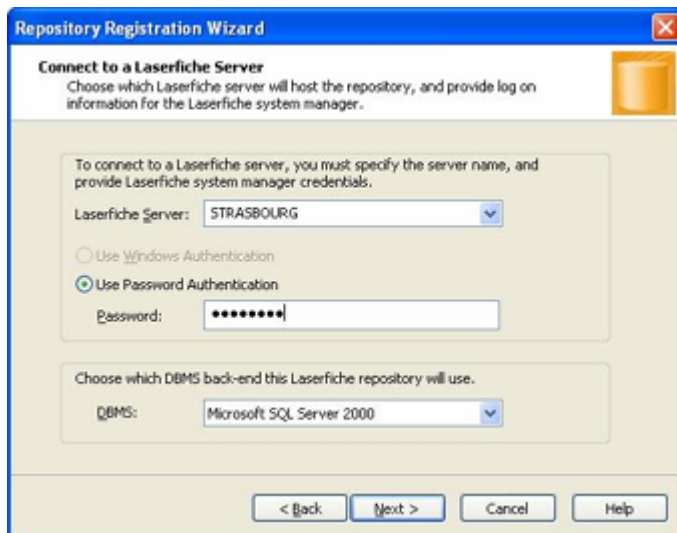 Repository Registration Wizard
Connect to a Laserfiche Server
Choose which Laserfiche server will host the repository, and provide log on
information for the Laserfiche system manager.
To connect to a Laserfiche server, you must specify the server name, and
provide Laserfiche system manager credentials.
Laserfiche Server: STRASBOURG
Use Windows Authentication
Use Password Authentication
Password: ••••••••
Choose which DBMS back-end this Laserfiche repository will use.
DBMS: Microsoft SQL Server 2000
< Back Next > Cancel Help